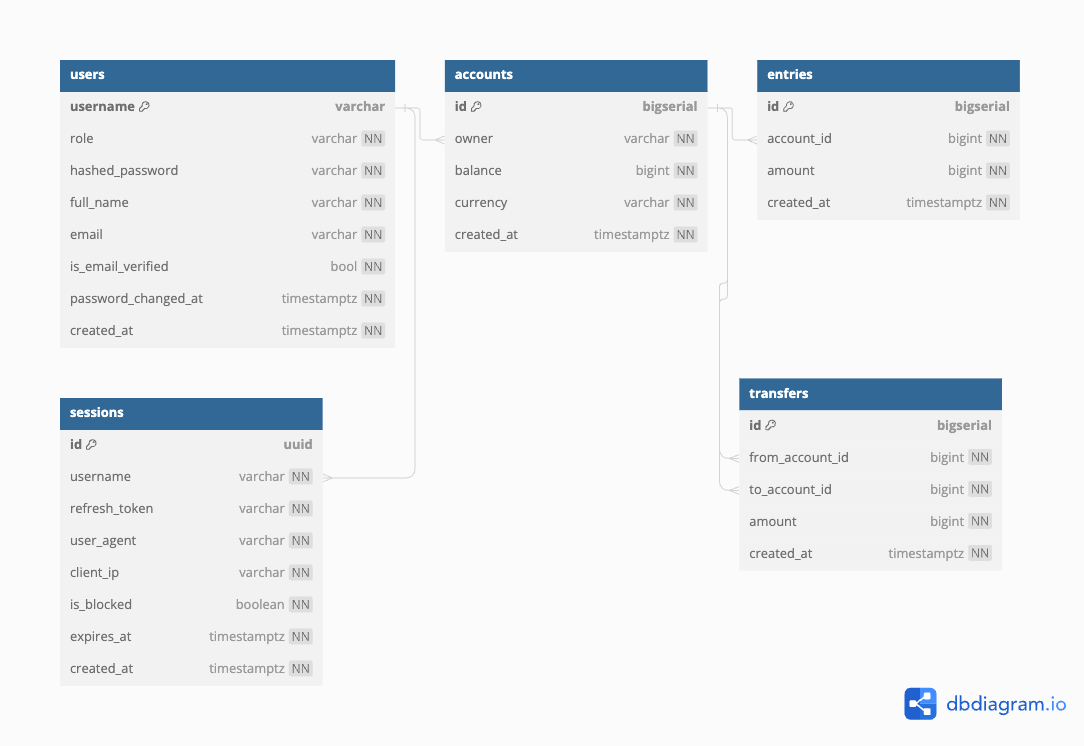 users
username varchar
role varchar NN
hashed_password varchar NN
full_name varchar NN
email varchar NN
is_email_verified bool NN
password_changed_at timestamptz NN
created_at timestamptz NN
accounts
id bigserial
owner varchar NN
balance bigint NN
currency varchar NN
created_at timestamptz NN
entries
id bigserial
account_id bigint NN
amount bigint NN
created_at timestamptz NN
sessions
id uuid
username varchar NN
refresh_token varchar NN
user_agent varchar NN
client_ip varchar NN
is_blocked boolean NN
expires_at timestamptz NN
created_at timestamptz NN
transfers
id bigserial
from_account_id bigint NN
to_account_id bigint NN
amount bigint NN
created_at timestamptz NN
dbdiagram.io